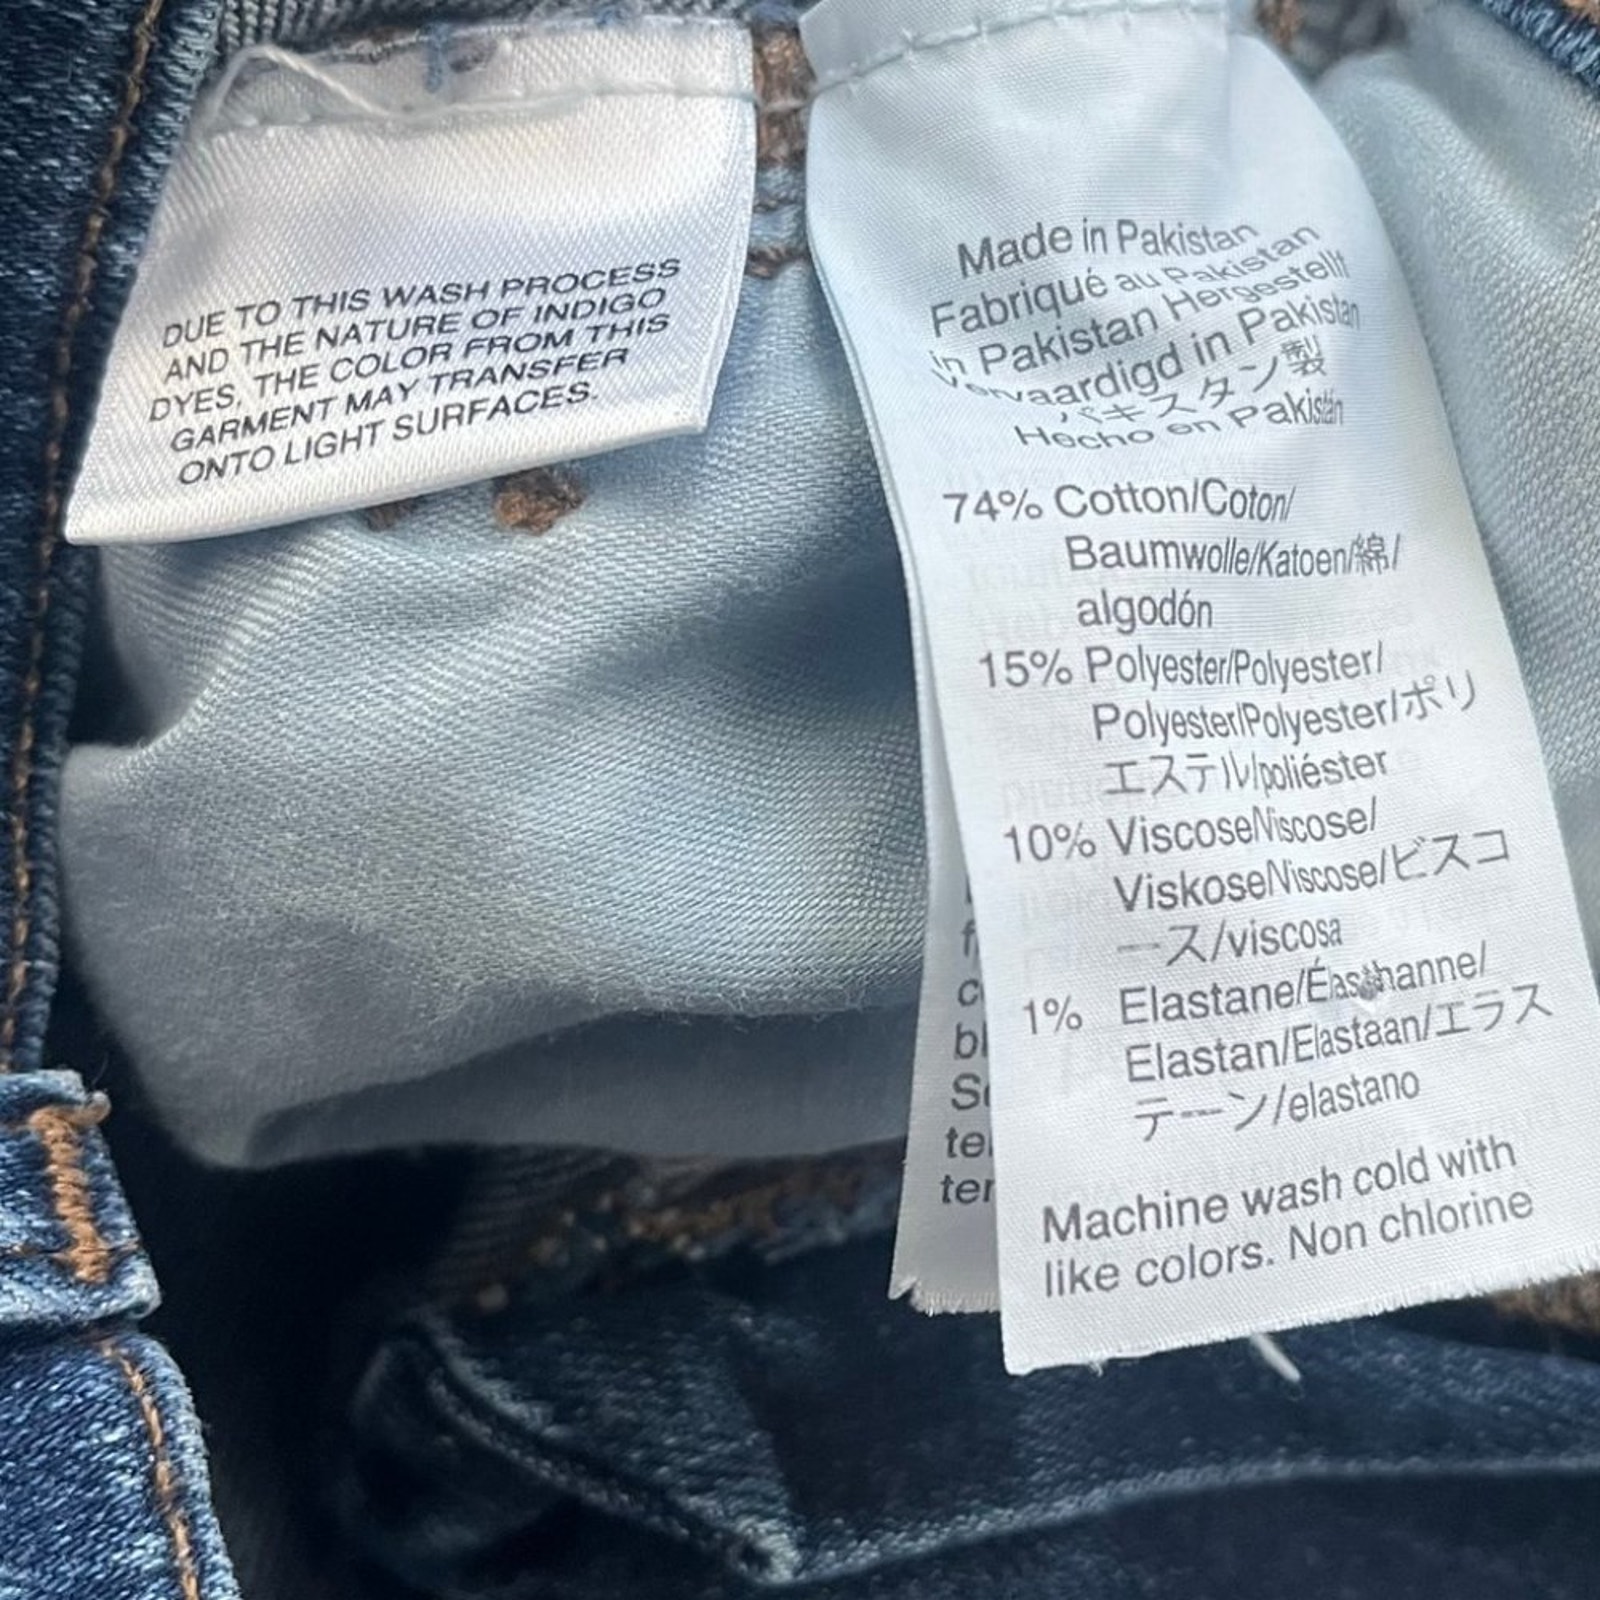 DUE TO THIS WASH PROCESS
AND THE NATURE OF INDIGO
DYES, THE COLOR FROM THIS
GARMENT MAY TRANSFER
ONTO LIGHT SURFACES.
Made in Pakistan
Fabriqué au Pakistan
in Pakistan Hergestellt
Vervaardigd in Pakistan
パキスタン製
Hecho en Pakistán
74% Cotton/Coton/
Baumwolle/Katoen/綿/
algodón
15% Polyester/Polyester/
Polyester/Polyester/ポリ
エステル/poliéster
10% Viscose/Viscose/
Viskose/Viscose/ビスコ
ース/viscosa
1% Elastane/Élasthanne/
Elastan/Elastaan/エラス
テーン/elastano
Machine wash cold with
like colors. Non chlorine